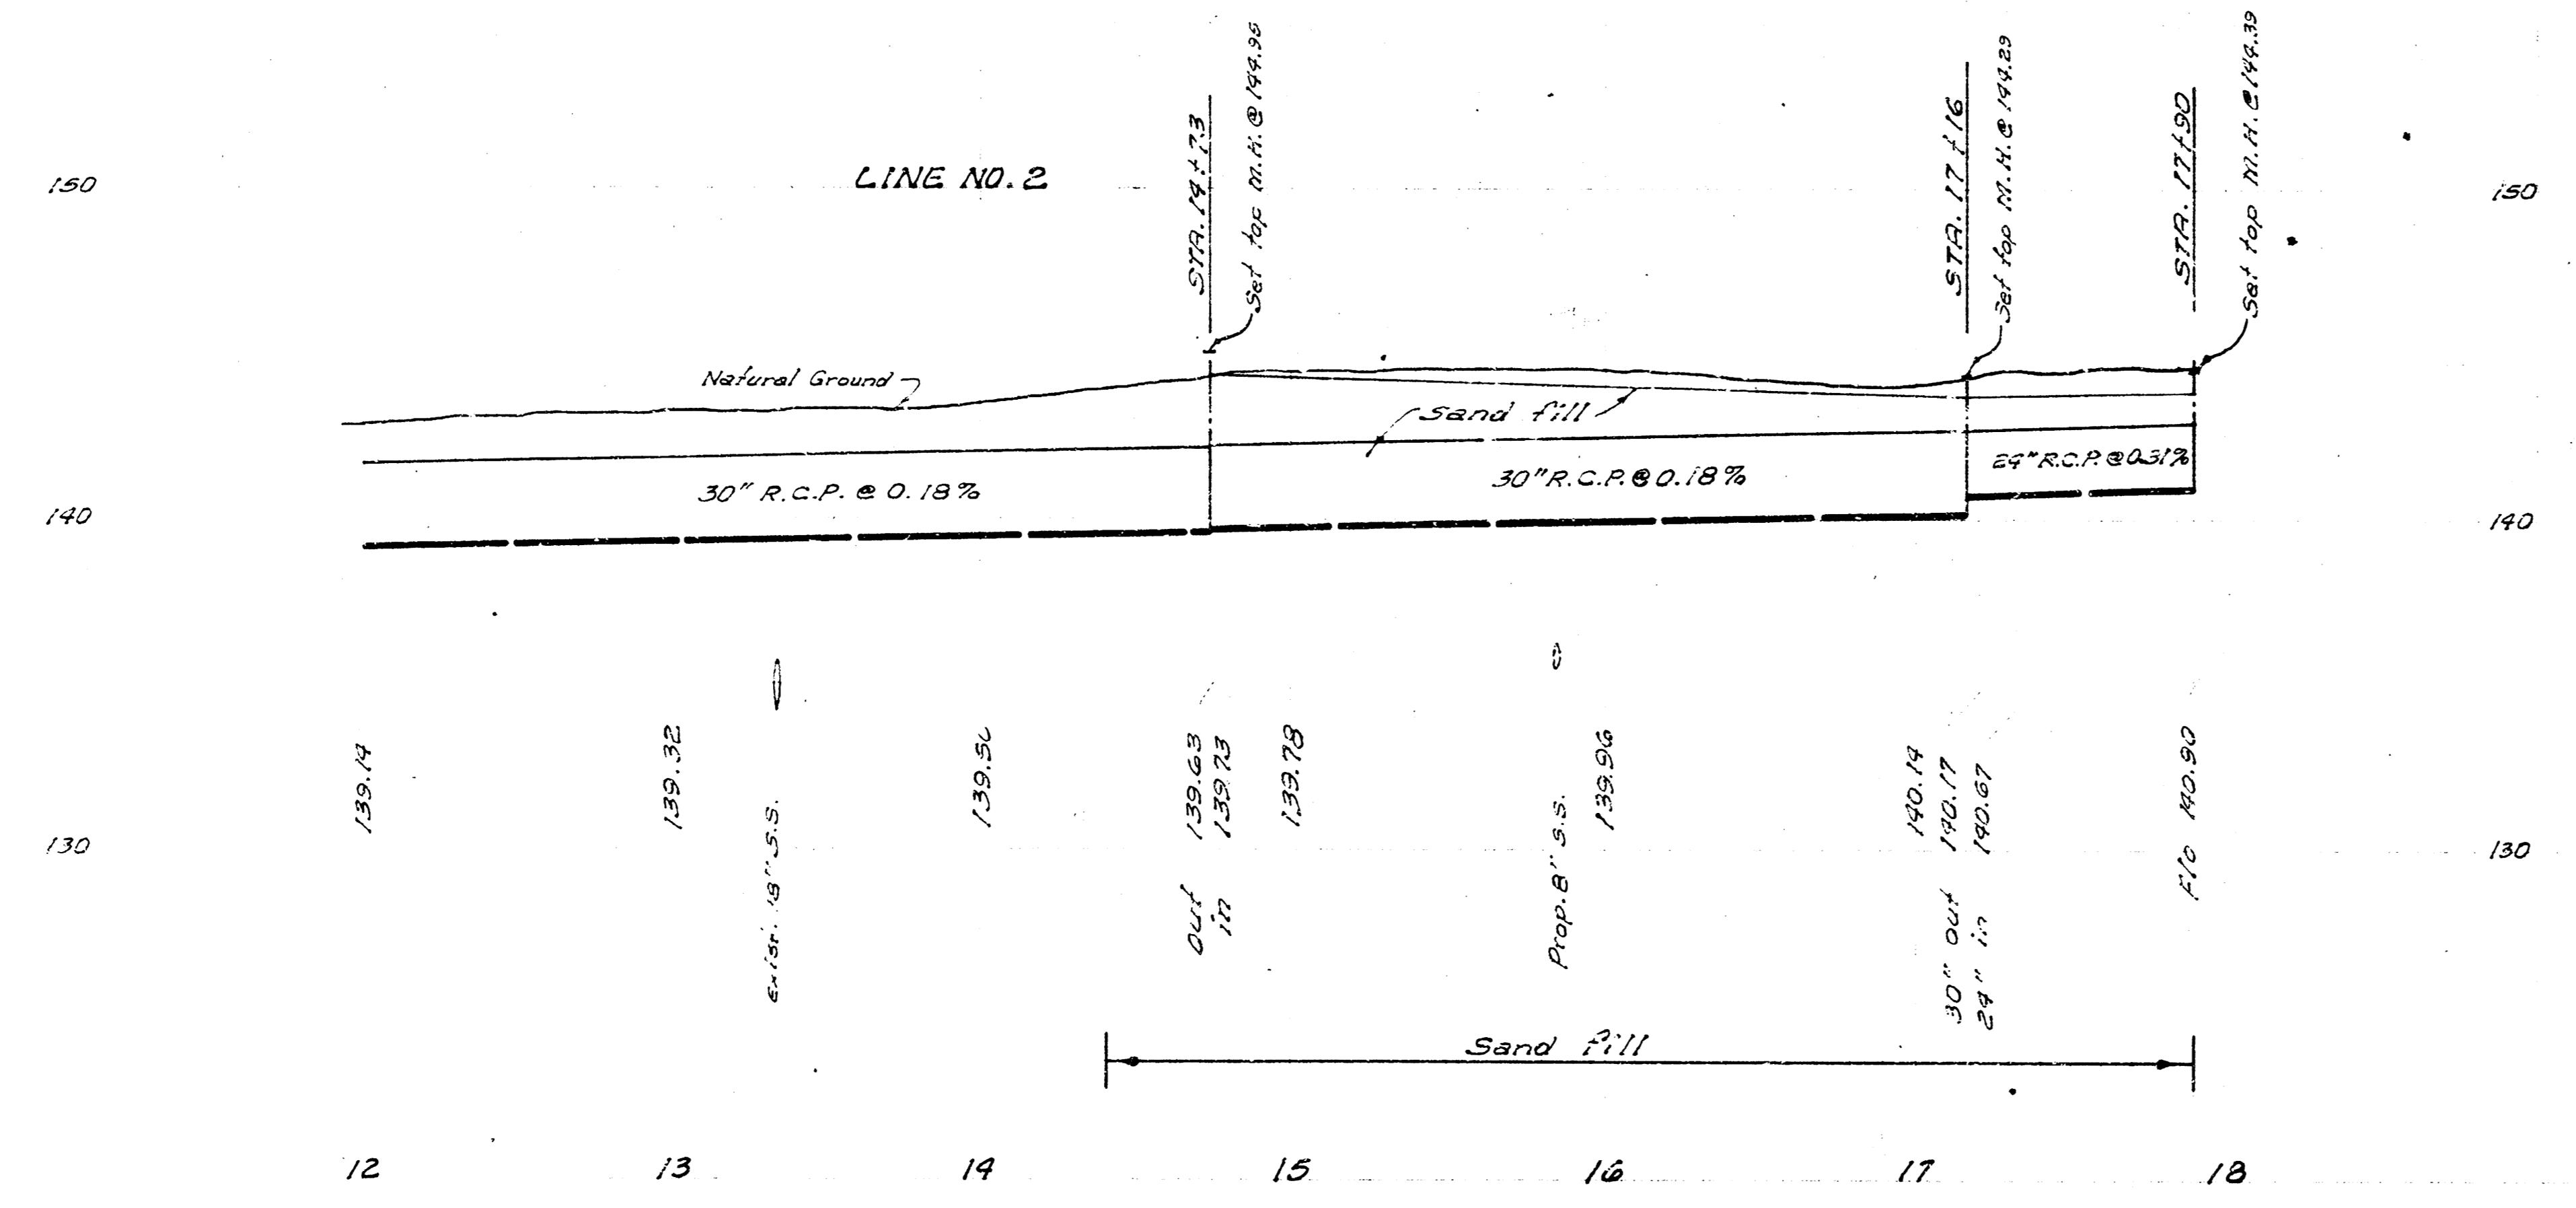 LINE NO. 2
150
150
STA. 14+73
Set top M.H. @ 144.95
STA. 17+16
Set top M.H. @ 144.29
STA. 17+90
Set top M.H. @ 144.39
Natural Ground
Sand fill
30" R.C.P. @ 0.18%
30" R.C.P. @ 0.18%
24" R.C.P. @ 0.31%
140
140
139.14
139.32
Exist. 18" S.S.
139.50
Out 139.63
in 139.73
139.78
Prop. 8" S.S.
139.96
140.14
30" out 140.17
24" in 140.67
F/o 140.90
130
130
Sand fill
12 13 14 15 16 17 18